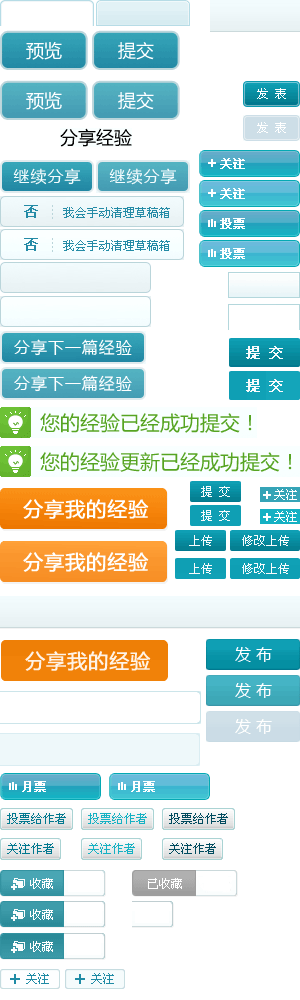 预览 提交
预览 提交
发 表
分享经验
发 表
继续分享 继续分享
+ 关注
+ 关注
否 我会手动清理草稿箱
投票
否 我会手动清理草稿箱
投票
分享下一篇经验
提 交
分享下一篇经验
提 交
您的经验已经成功提交！
您的经验更新已经成功提交！
分享我的经验
提 交 + 关注
提 交 + 关注
上传 修改上传
分享我的经验
上传 修改上传
分享我的经验
发 布
发 布
发 布
月票 月票
投票给作者 投票给作者 投票给作者
关注作者 关注作者 关注作者
收藏 已收藏
收藏
收藏
+ 关注 + 关注